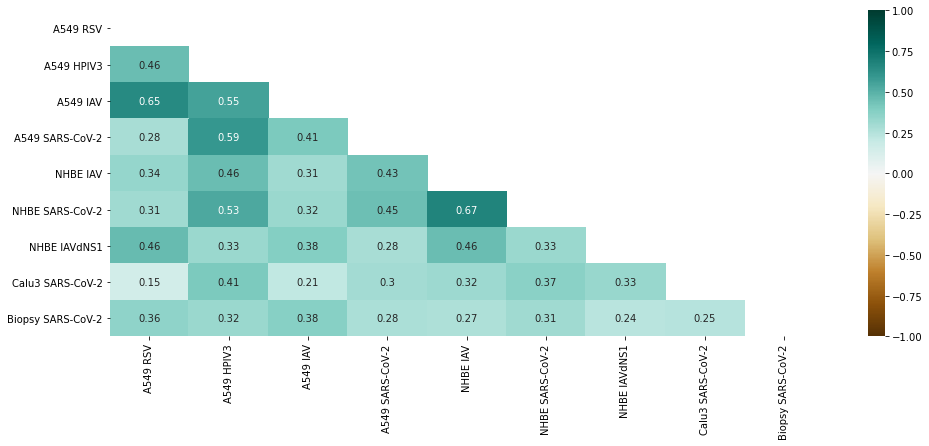 A549 RSV
A549 HPIV3 0.46
A549 IAV 0.65 0.55
A549 SARS-CoV-2 0.28 0.59 0.41
NHBE IAV 0.34 0.46 0.31 0.43
NHBE SARS-CoV-2 0.31 0.53 0.32 0.45 0.67
NHBE IAVdNS1 0.46 0.33 0.38 0.28 0.46 0.33
Calu3 SARS-CoV-2 0.15 0.41 0.21 0.3 0.32 0.37 0.33
Biopsy SARS-CoV-2 0.36 0.32 0.38 0.28 0.27 0.31 0.24 0.25
A549 RSV
A549 HPIV3
A549 IAV
A549 SARS-CoV-2
NHBE IAV
NHBE SARS-CoV-2
NHBE IAVdNS1
Calu3 SARS-CoV-2
Biopsy SARS-CoV-2
1.00
0.75
0.50
0.25
0.00
−0.25
−0.50
−0.75
−1.00